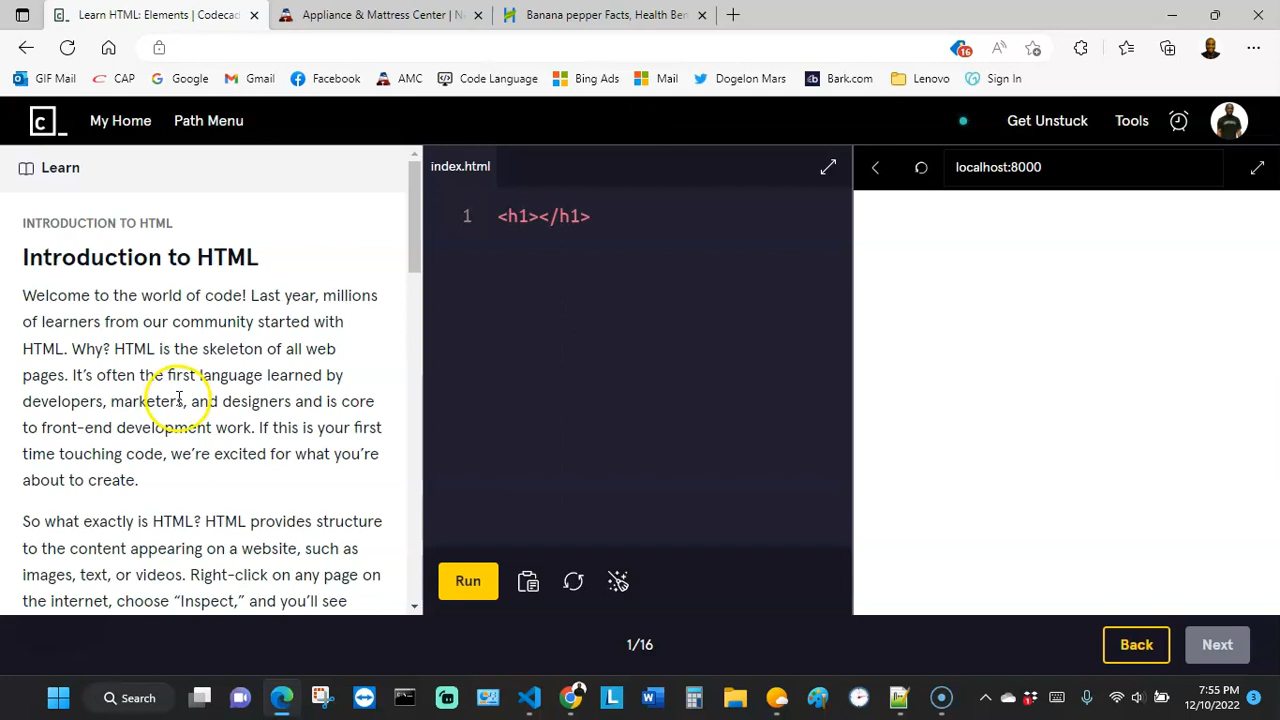 Learn HTML: Elements | Codecac
Appliance & Mattress Center | N
Banana pepper Facts, Health Ben
16
GIF Mail
CAP
Google
Gmail
Facebook
AMC
Code Language
Bing Ads
Mail
Dogelon Mars
Bark.com
Lenovo
Sign In
My Home
Path Menu
Get Unstuck
Tools
Learn
index.html
localhost:8000
1 <h1></h1>
INTRODUCTION TO HTML
Introduction to HTML
Welcome to the world of code! Last year, millions
of learners from our community started with
HTML. Why? HTML is the skeleton of all web
pages. It’s often the first language learned by
developers, marketers, and designers and is core
to front-end development work. If this is your first
time touching code, we’re excited for what you’re
about to create.
So what exactly is HTML? HTML provides structure
to the content appearing on a website, such as
images, text, or videos. Right-click on any page on
the internet, choose “Inspect,” and you’ll see
Run
1/16
Back
Next
Search
7:55 PM
12/10/2022
3